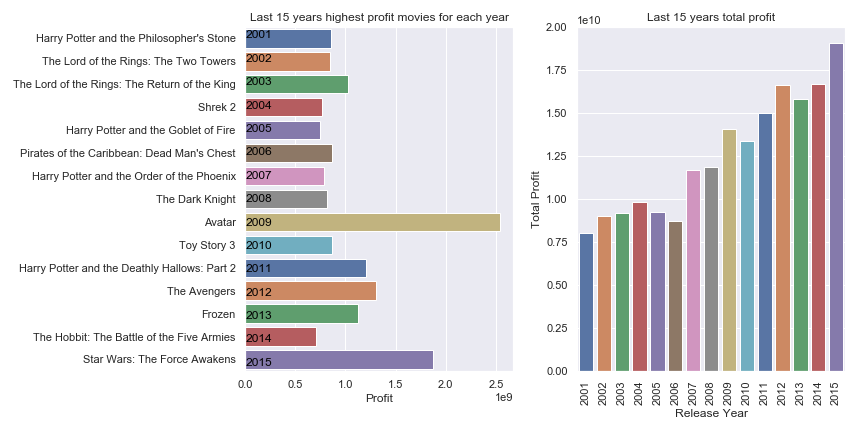 Last 15 years highest profit movies for each year
Harry Potter and the Philosopher's Stone
2001
The Lord of the Rings: The Two Towers
2002
The Lord of the Rings: The Return of the King
2003
Shrek 2
2004
Harry Potter and the Goblet of Fire
2005
Pirates of the Caribbean: Dead Man's Chest
2006
Harry Potter and the Order of the Phoenix
2007
The Dark Knight
2008
Avatar
2009
Toy Story 3
2010
Harry Potter and the Deathly Hallows: Part 2
2011
The Avengers
2012
Frozen
2013
The Hobbit: The Battle of the Five Armies
2014
Star Wars: The Force Awakens
2015
0.0 0.5 1.0 1.5 2.0 2.5
1e9
Profit
Last 15 years total profit
1e10
2.00
1.75
1.50
1.25
1.00
0.75
0.50
0.25
0.00
Total Profit
2001 2002 2003 2004 2005 2006 2007 2008 2009 2010 2011 2012 2013 2014 2015
Release Year